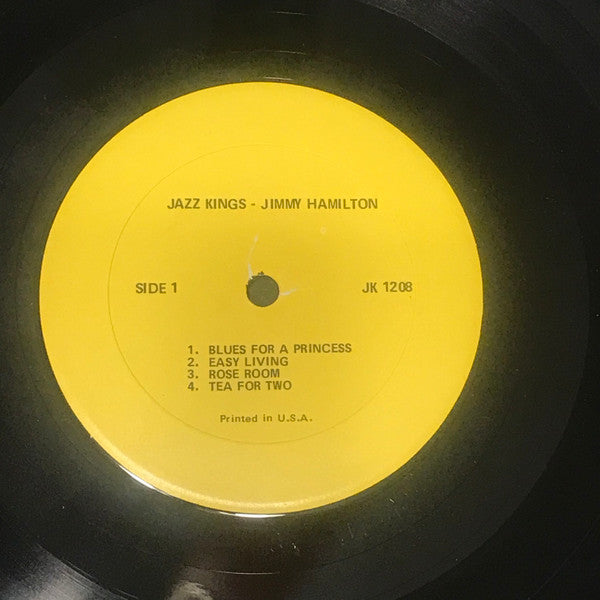 JAZZ KINGS - JIMMY HAMILTON
SIDE 1
JK 1208
1. BLUES FOR A PRINCESS
2. EASY LIVING
3. ROSE ROOM
4. TEA FOR TWO
Printed in U.S.A.